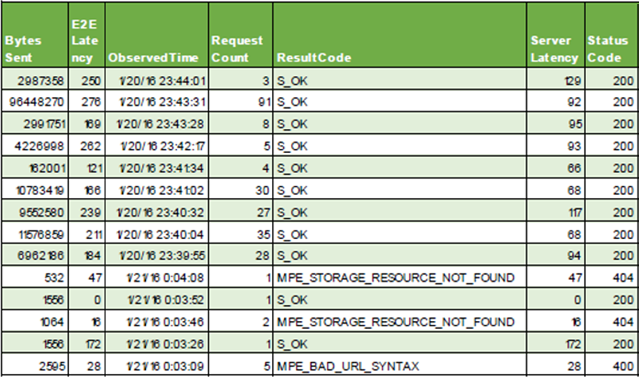 Bytes Sent E2E Latency ObservedTime Request Count ResultCode Server Latency Status Code
2987358 250 1/20/16 23:44:01 3 S_OK 129 200
96448270 276 1/20/16 23:43:31 91 S_OK 92 200
2991751 169 1/20/16 23:43:28 8 S_OK 95 200
4226998 262 1/20/16 23:42:17 5 S_OK 93 200
162001 121 1/20/16 23:41:34 4 S_OK 66 200
10783419 166 1/20/16 23:41:02 30 S_OK 68 200
9552580 239 1/20/16 23:40:32 27 S_OK 117 200
11576859 211 1/20/16 23:40:04 35 S_OK 68 200
6962186 184 1/20/16 23:39:55 28 S_OK 94 200
532 47 1/21/16 0:04:08 1 MPE_STORAGE_RESOURCE_NOT_FOUND 47 404
1556 0 1/21/16 0:03:52 1 S_OK 0 200
1064 16 1/21/16 0:03:46 2 MPE_STORAGE_RESOURCE_NOT_FOUND 16 404
1556 172 1/21/16 0:03:26 1 S_OK 172 200
2595 28 1/21/16 0:03:09 5 MPE_BAD_URL_SYNTAX 28 400